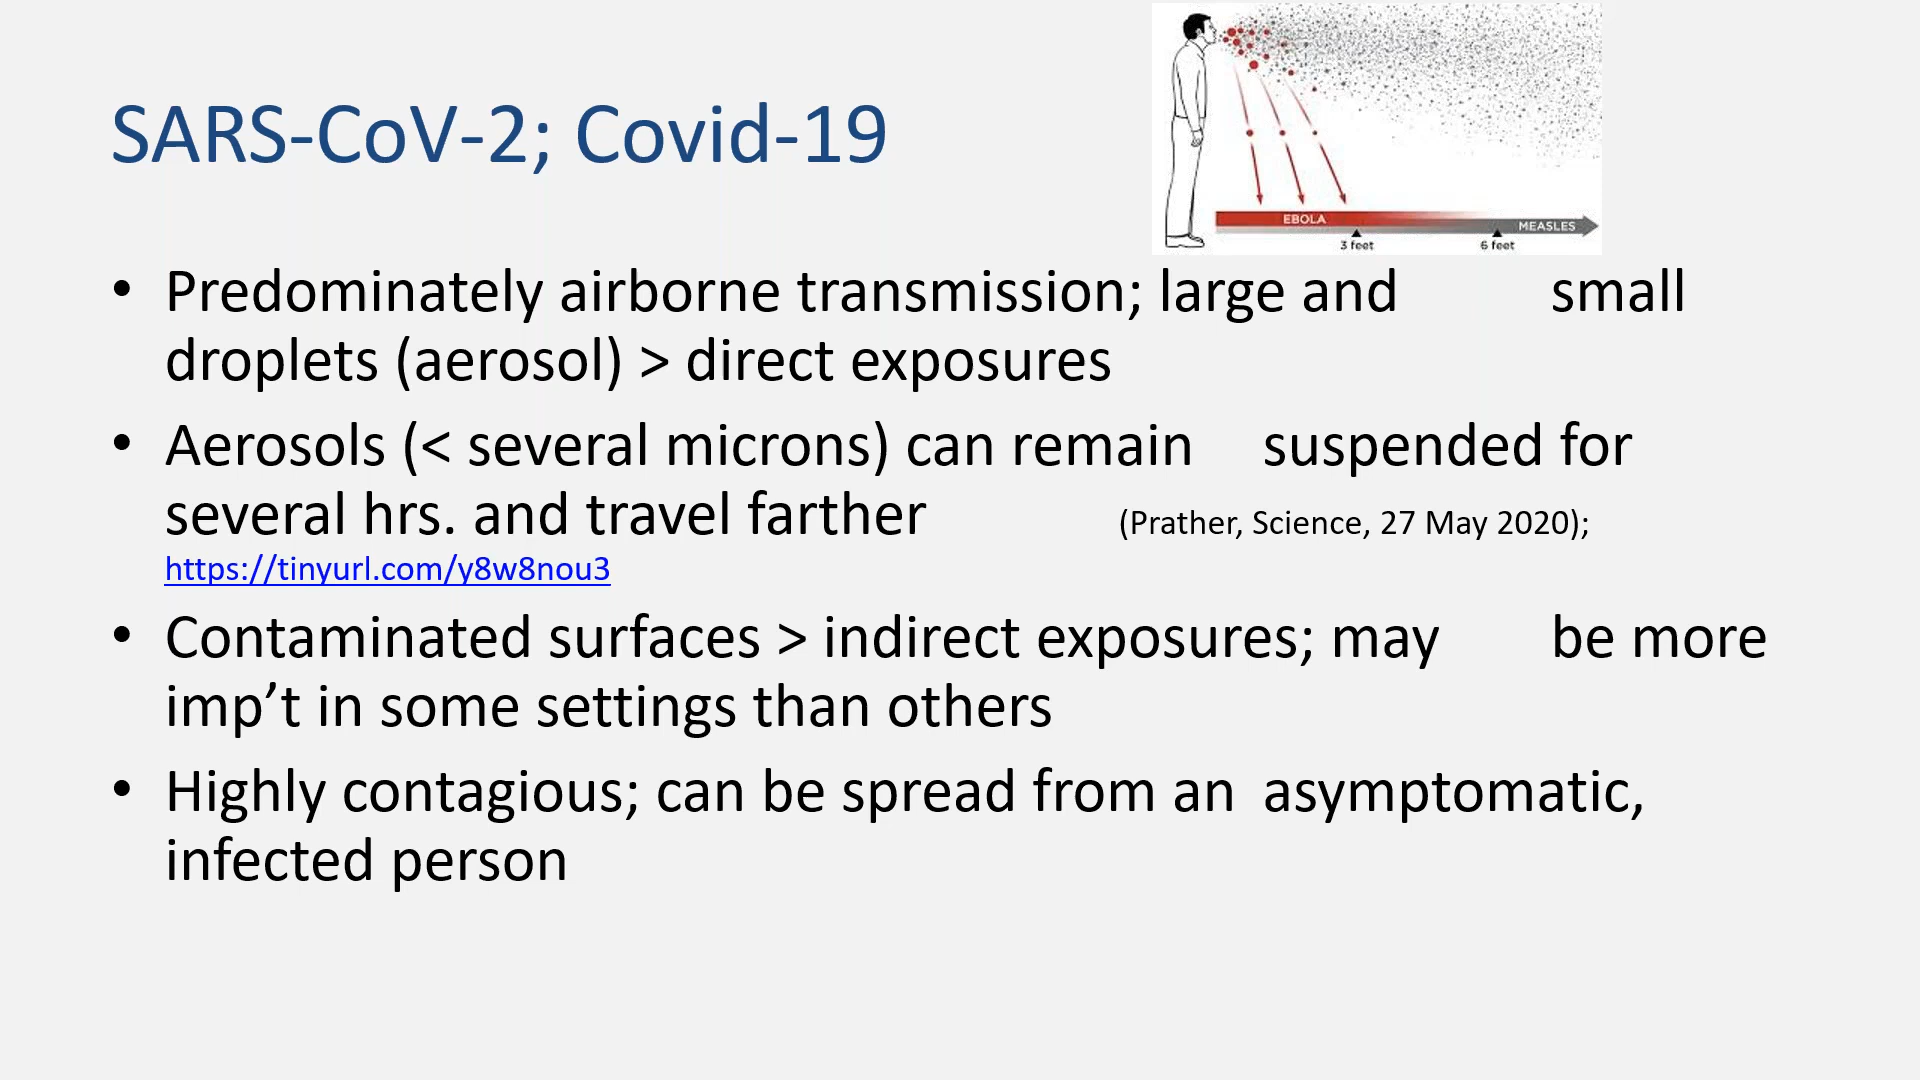 SARS-CoV-2; Covid-19
EBOLA
MEASLES
3 feet
6 feet
• Predominately airborne transmission; large and small
droplets (aerosol) > direct exposures
• Aerosols (< several microns) can remain suspended for
several hrs. and travel farther (Prather, Science, 27 May 2020);
https://tinyurl.com/y8w8nou3
• Contaminated surfaces > indirect exposures; may be more
imp’t in some settings than others
• Highly contagious; can be spread from an asymptomatic,
infected person